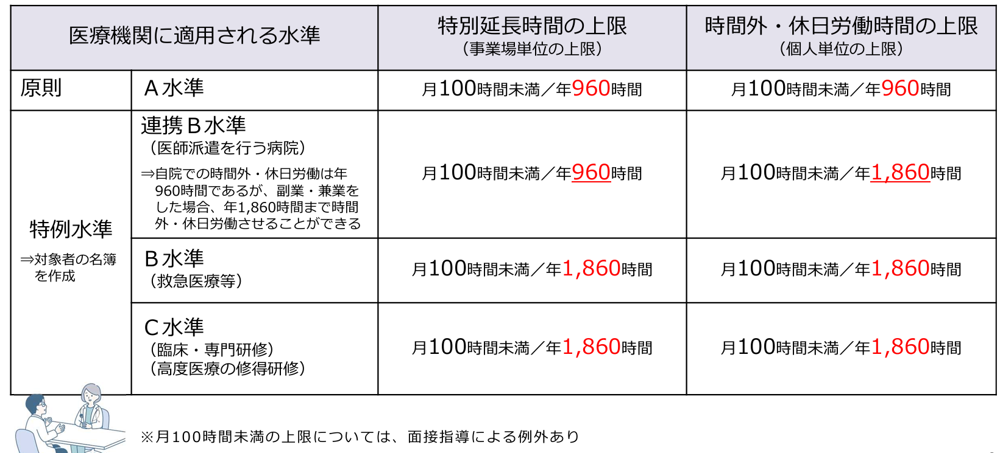 医療機関に適用される水準
特別延長時間の上限
（事業場単位の上限）
時間外・休日労働時間の上限
（個人単位の上限）
原則
Ａ水準
月100時間未満／年960時間
月100時間未満／年960時間
特例水準
⇒対象者の名簿
を作成
連携Ｂ水準
（医師派遣を行う病院）
⇒自院での時間外・休日労働は年
960時間であるが、副業・兼業を
した場合、年1,860時間まで時間
外・休日労働させることができる
月100時間未満／年960時間
月100時間未満／年1,860時間
Ｂ水準
（救急医療等）
月100時間未満／年1,860時間
月100時間未満／年1,860時間
Ｃ水準
（臨床・専門研修）
（高度医療の修得研修）
月100時間未満／年1,860時間
月100時間未満／年1,860時間
※月100時間未満の上限については、面接指導による例外あり